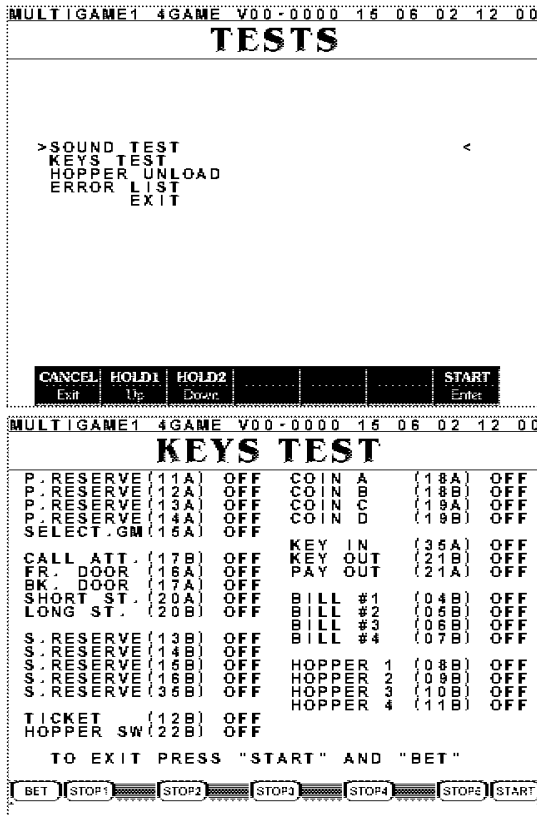 MULTIGAME1 4GAME V00-0000 15 06 02 12 00
TESTS
>SOUND TEST <
KEYS TEST
HOPPER UNLOAD
ERROR LIST
EXIT
CANCEL HOLD1 HOLD2 START
Exit Up Down Enter
MULTIGAME1 4GAME V00-0000 15 06 02 12 00
KEYS TEST
P.RESERVE(11A) OFF COIN A (18A) OFF
P.RESERVE(12A) OFF COIN B (18B) OFF
P.RESERVE(13A) OFF COIN C (19A) OFF
P.RESERVE(14A) OFF COIN D (19B) OFF
SELECT.GM(15A) OFF
KEY IN (35A) OFF
CALL ATT.(17B) OFF KEY OUT (21B) OFF
FR. DOOR (16A) OFF PAY OUT (21A) OFF
BK. DOOR (17A) OFF
SHORT ST.(20A) OFF BILL #1 (04B) OFF
LONG ST. (20B) OFF BILL #2 (05B) OFF
BILL #3 (06B) OFF
S.RESERVE(13B) OFF BILL #4 (07B) OFF
S.RESERVE(14B) OFF
S.RESERVE(15B) OFF HOPPER 1 (08B) OFF
S.RESERVE(16B) OFF HOPPER 2 (09B) OFF
S.RESERVE(35B) OFF HOPPER 3 (10B) OFF
HOPPER 4 (11B) OFF
TICKET (12B) OFF
HOPPER SW(22B) OFF
TO EXIT PRESS "START" AND "BET"
BET STOP1 STOP2 STOP3 STOP4 STOP5 START